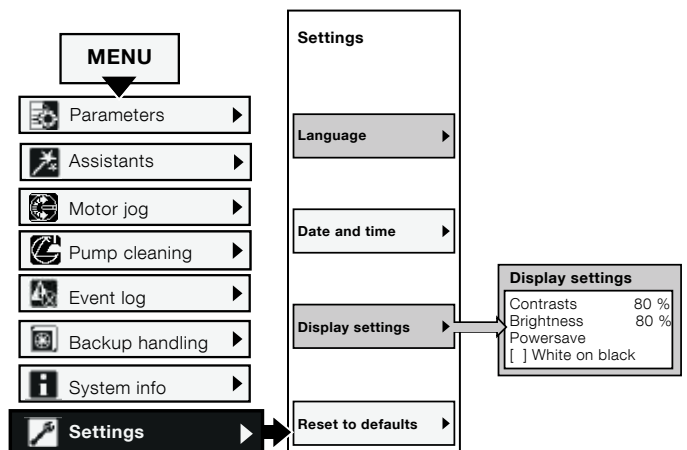 MENU
Parameters
Assistants
Motor jog
Pump cleaning
Event log
Backup handling
System info
Settings
Settings
Language
Date and time
Display settings
Reset to defaults
Display settings
Contrasts 80 %
Brightness 80 %
Powersave
[ ] White on black